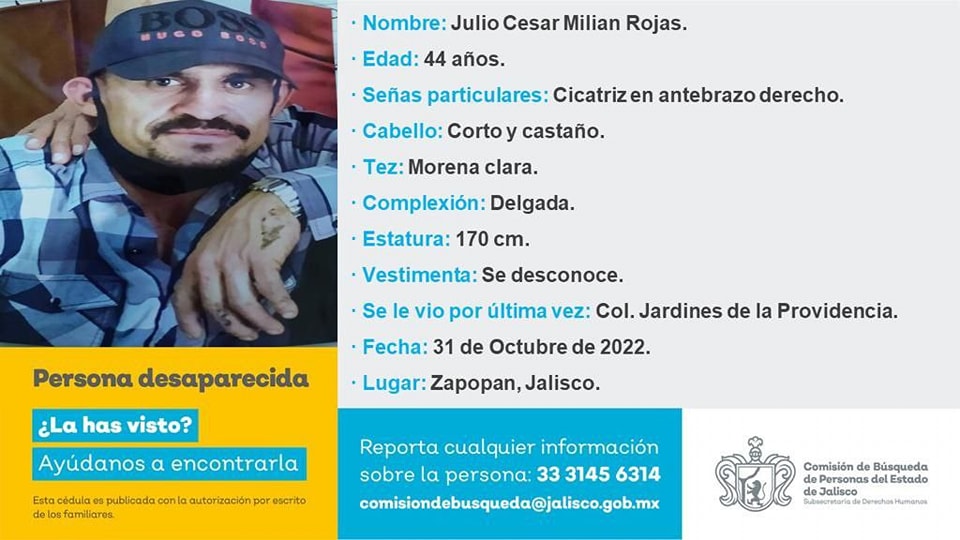 BOSS
HUGO BOSS
· Nombre: Julio Cesar Milian Rojas.
· Edad: 44 años.
· Señas particulares: Cicatriz en antebrazo derecho.
· Cabello: Corto y castaño.
· Tez: Morena clara.
· Complexión: Delgada.
· Estatura: 170 cm.
· Vestimenta: Se desconoce.
· Se le vio por última vez: Col. Jardines de la Providencia.
· Fecha: 31 de Octubre de 2022.
· Lugar: Zapopan, Jalisco.
Persona desaparecida
¿La has visto?
Ayúdanos a encontrarla
Esta cédula es publicada con la autorización por escrito
de los familiares.
Reporta cualquier información
sobre la persona: 33 3145 6314
comisiondebusqueda@jalisco.gob.mx
Comisión de Búsqueda
de Personas del Estado
de Jalisco
Subsecretaría de Derechos Humanos